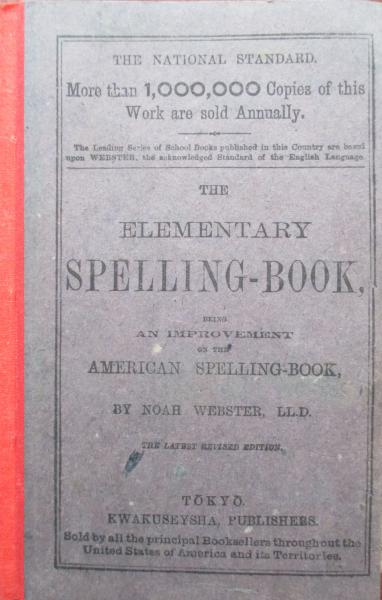 THE NATIONAL STANDARD.
More than 1,000,000 Copies of this
Work are sold Annually.
The Leading Series of School Books published in this Country are based
upon WEBSTER, the acknowledged Standard of the English Language.
THE
ELEMENTARY
SPELLING-BOOK,
BEING
AN IMPROVEMENT
ON THE
AMERICAN SPELLING-BOOK,
BY NOAH WEBSTER, LL.D.
THE LATEST REVISED EDITION.
TŌKYŌ.
KWAKUSEYSHA, PUBLISHERS.
Sold by all the principal Booksellers throughout the
United States of America and its Territories.